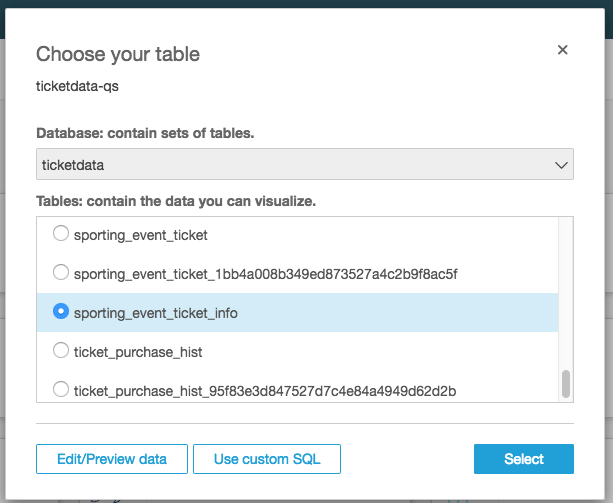 Choose your table
ticketdata-qs
Database: contain sets of tables.
ticketdata
Tables: contain the data you can visualize.
sporting_event_ticket
sporting_event_ticket_1bb4a008b349ed873527a4c2b9f8ac5f
sporting_event_ticket_info
ticket_purchase_hist
ticket_purchase_hist_95f83e3d847527d7c4e84a4949d62d2b
Edit/Preview data
Use custom SQL
Select